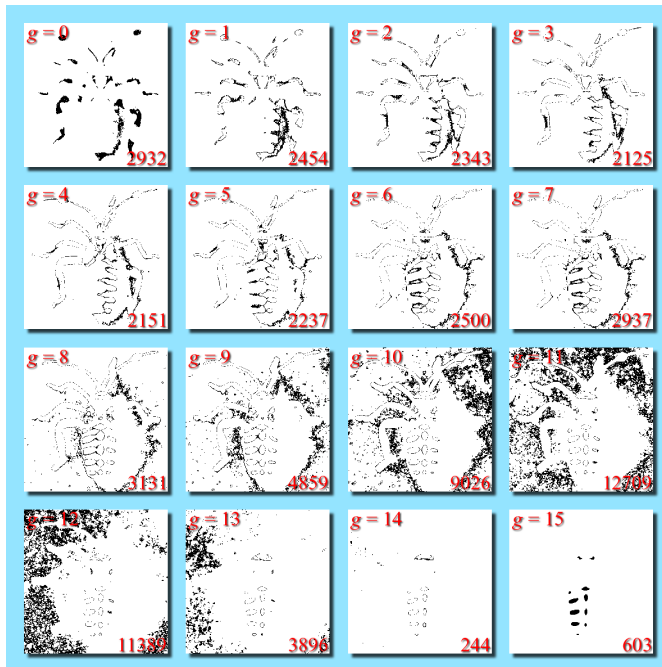 g = 0 g = 1 g = 2 g = 3
2932 2454 2343 2125
g = 4 g = 5 g = 6 g = 7
2151 2237 2500 2937
g = 8 g = 9 g = 10 g = 11
3131 4859 9026 12709
g = 12 g = 13 g = 14 g = 15
11389 3896 244 603